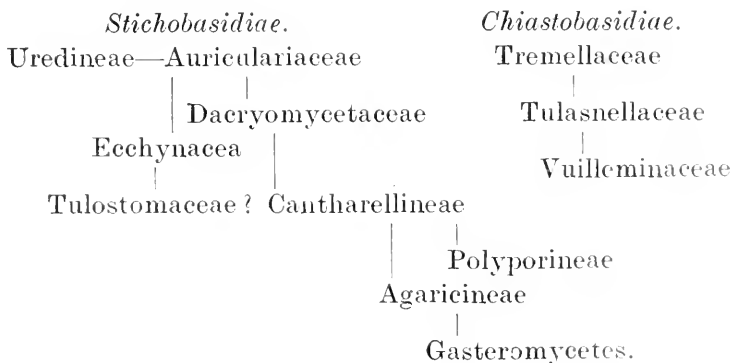 Stichobasidiae. Chiastobasidiae.
Uredineae—Auriculariaceae Tremellaceae
Dacryomycetaceae Tulasnellaceae
Ecchynacea Vuilleminaceae
Tulostomaceae? Cantharellineae
Polyporineae
Agaricineae
Gasteromycetes.